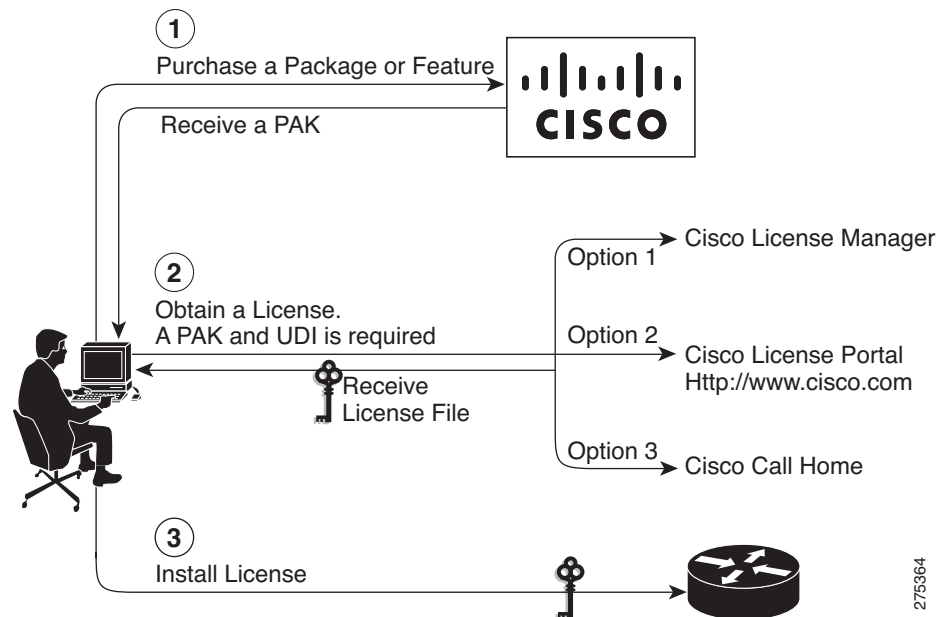 1
Purchase a Package or Feature
CISCO
Receive a PAK
Option 1
Cisco License Manager
2
Obtain a License.
A PAK and UDI is required
Option 2
Cisco License Portal
Http://www.cisco.com
Receive
License File
Option 3
Cisco Call Home
3
Install License
275364